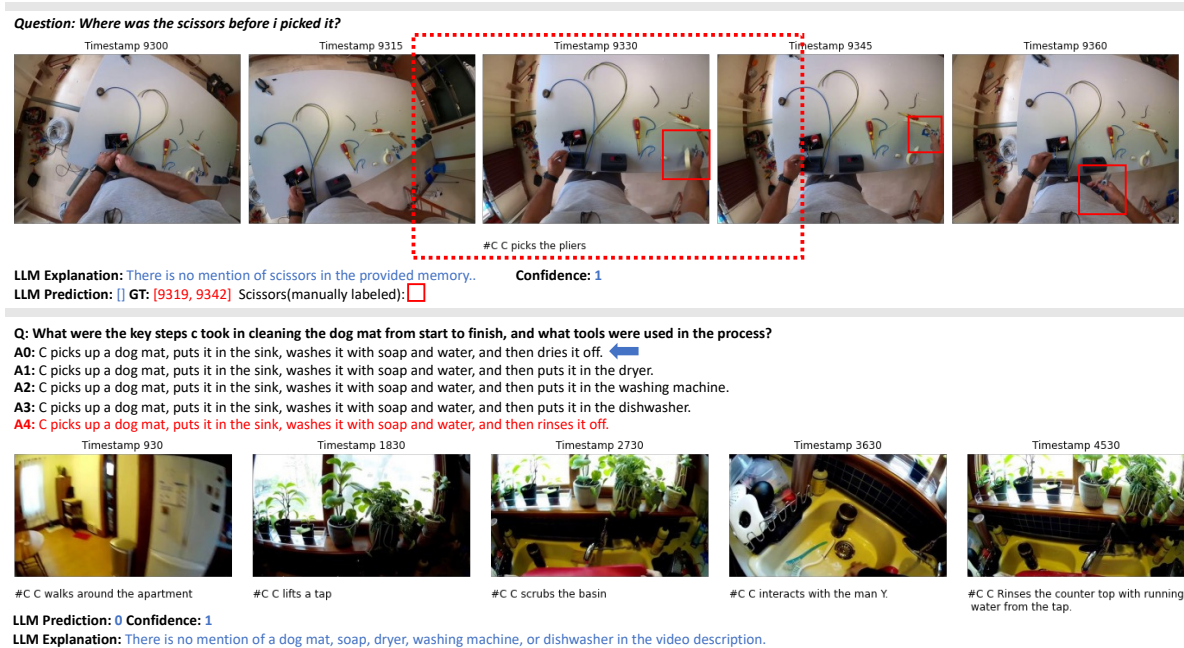 Question: Where was the scissors before i picked it?
Timestamp 9300 Timestamp 9315 Timestamp 9330 Timestamp 9345 Timestamp 9360
#C C picks the pliers
LLM Explanation: There is no mention of scissors in the provided memory.. Confidence: 1
LLM Prediction: [] GT: [9319, 9342] Scissors(manually labeled):
Q: What were the key steps c took in cleaning the dog mat from start to finish, and what tools were used in the process?
A0: C picks up a dog mat, puts it in the sink, washes it with soap and water, and then dries it off.
A1: C picks up a dog mat, puts it in the sink, washes it with soap and water, and then puts it in the dryer.
A2: C picks up a dog mat, puts it in the sink, washes it with soap and water, and then puts it in the washing machine.
A3: C picks up a dog mat, puts it in the sink, washes it with soap and water, and then puts it in the dishwasher.
A4: C picks up a dog mat, puts it in the sink, washes it with soap and water, and then rinses it off.
Timestamp 930 Timestamp 1830 Timestamp 2730 Timestamp 3630 Timestamp 4530
#C C walks around the apartment #C C lifts a tap #C C scrubs the basin #C C interacts with the man Y. #C C Rinses the counter top with running
water from the tap.
LLM Prediction: 0 Confidence: 1
LLM Explanation: There is no mention of a dog mat, soap, dryer, washing machine, or dishwasher in the video description.